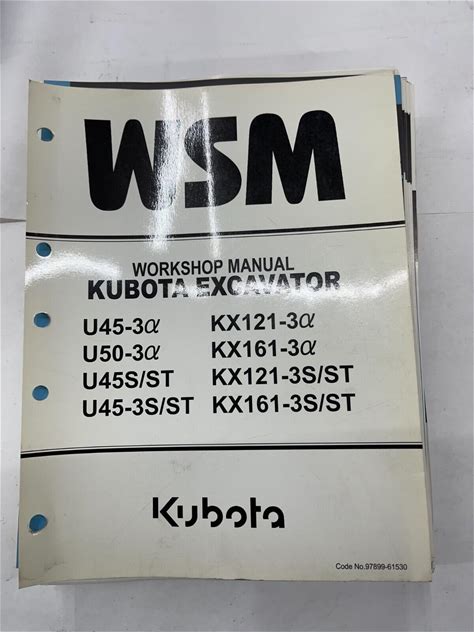 WSM
WORKSHOP MANUAL
KUBOTA EXCAVATOR
U45-3α KX121-3α
U50-3α KX161-3α
U45S/ST KX121-3S/ST
U45-3S/ST KX161-3S/ST
Kubota
Code No.97899-61530